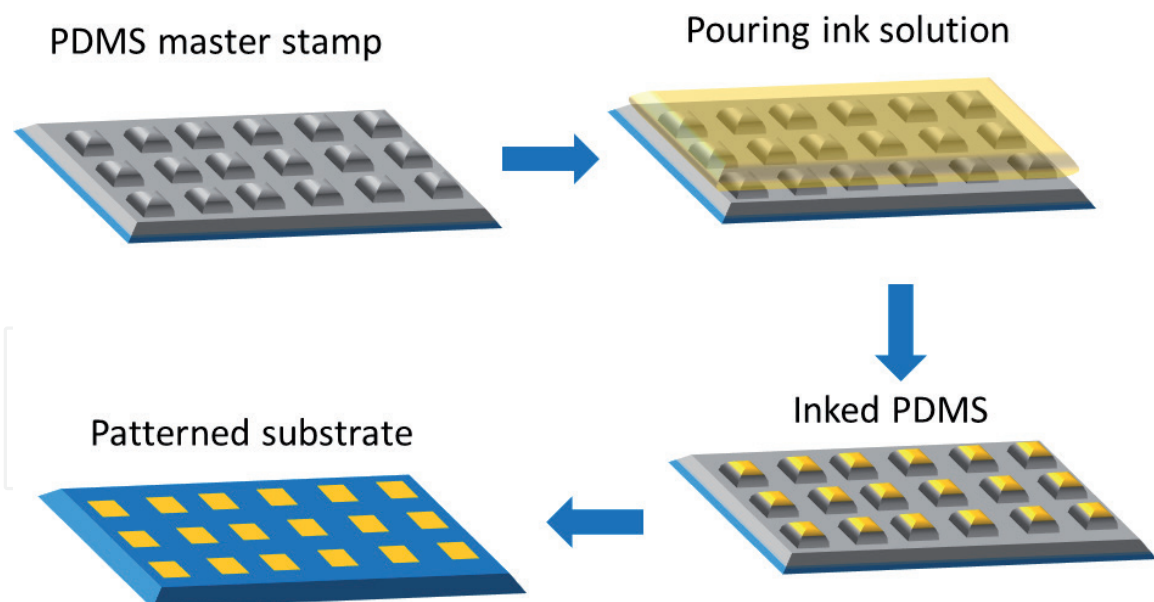 PDMS master stamp
Pouring ink solution
Inked PDMS
Patterned substrate